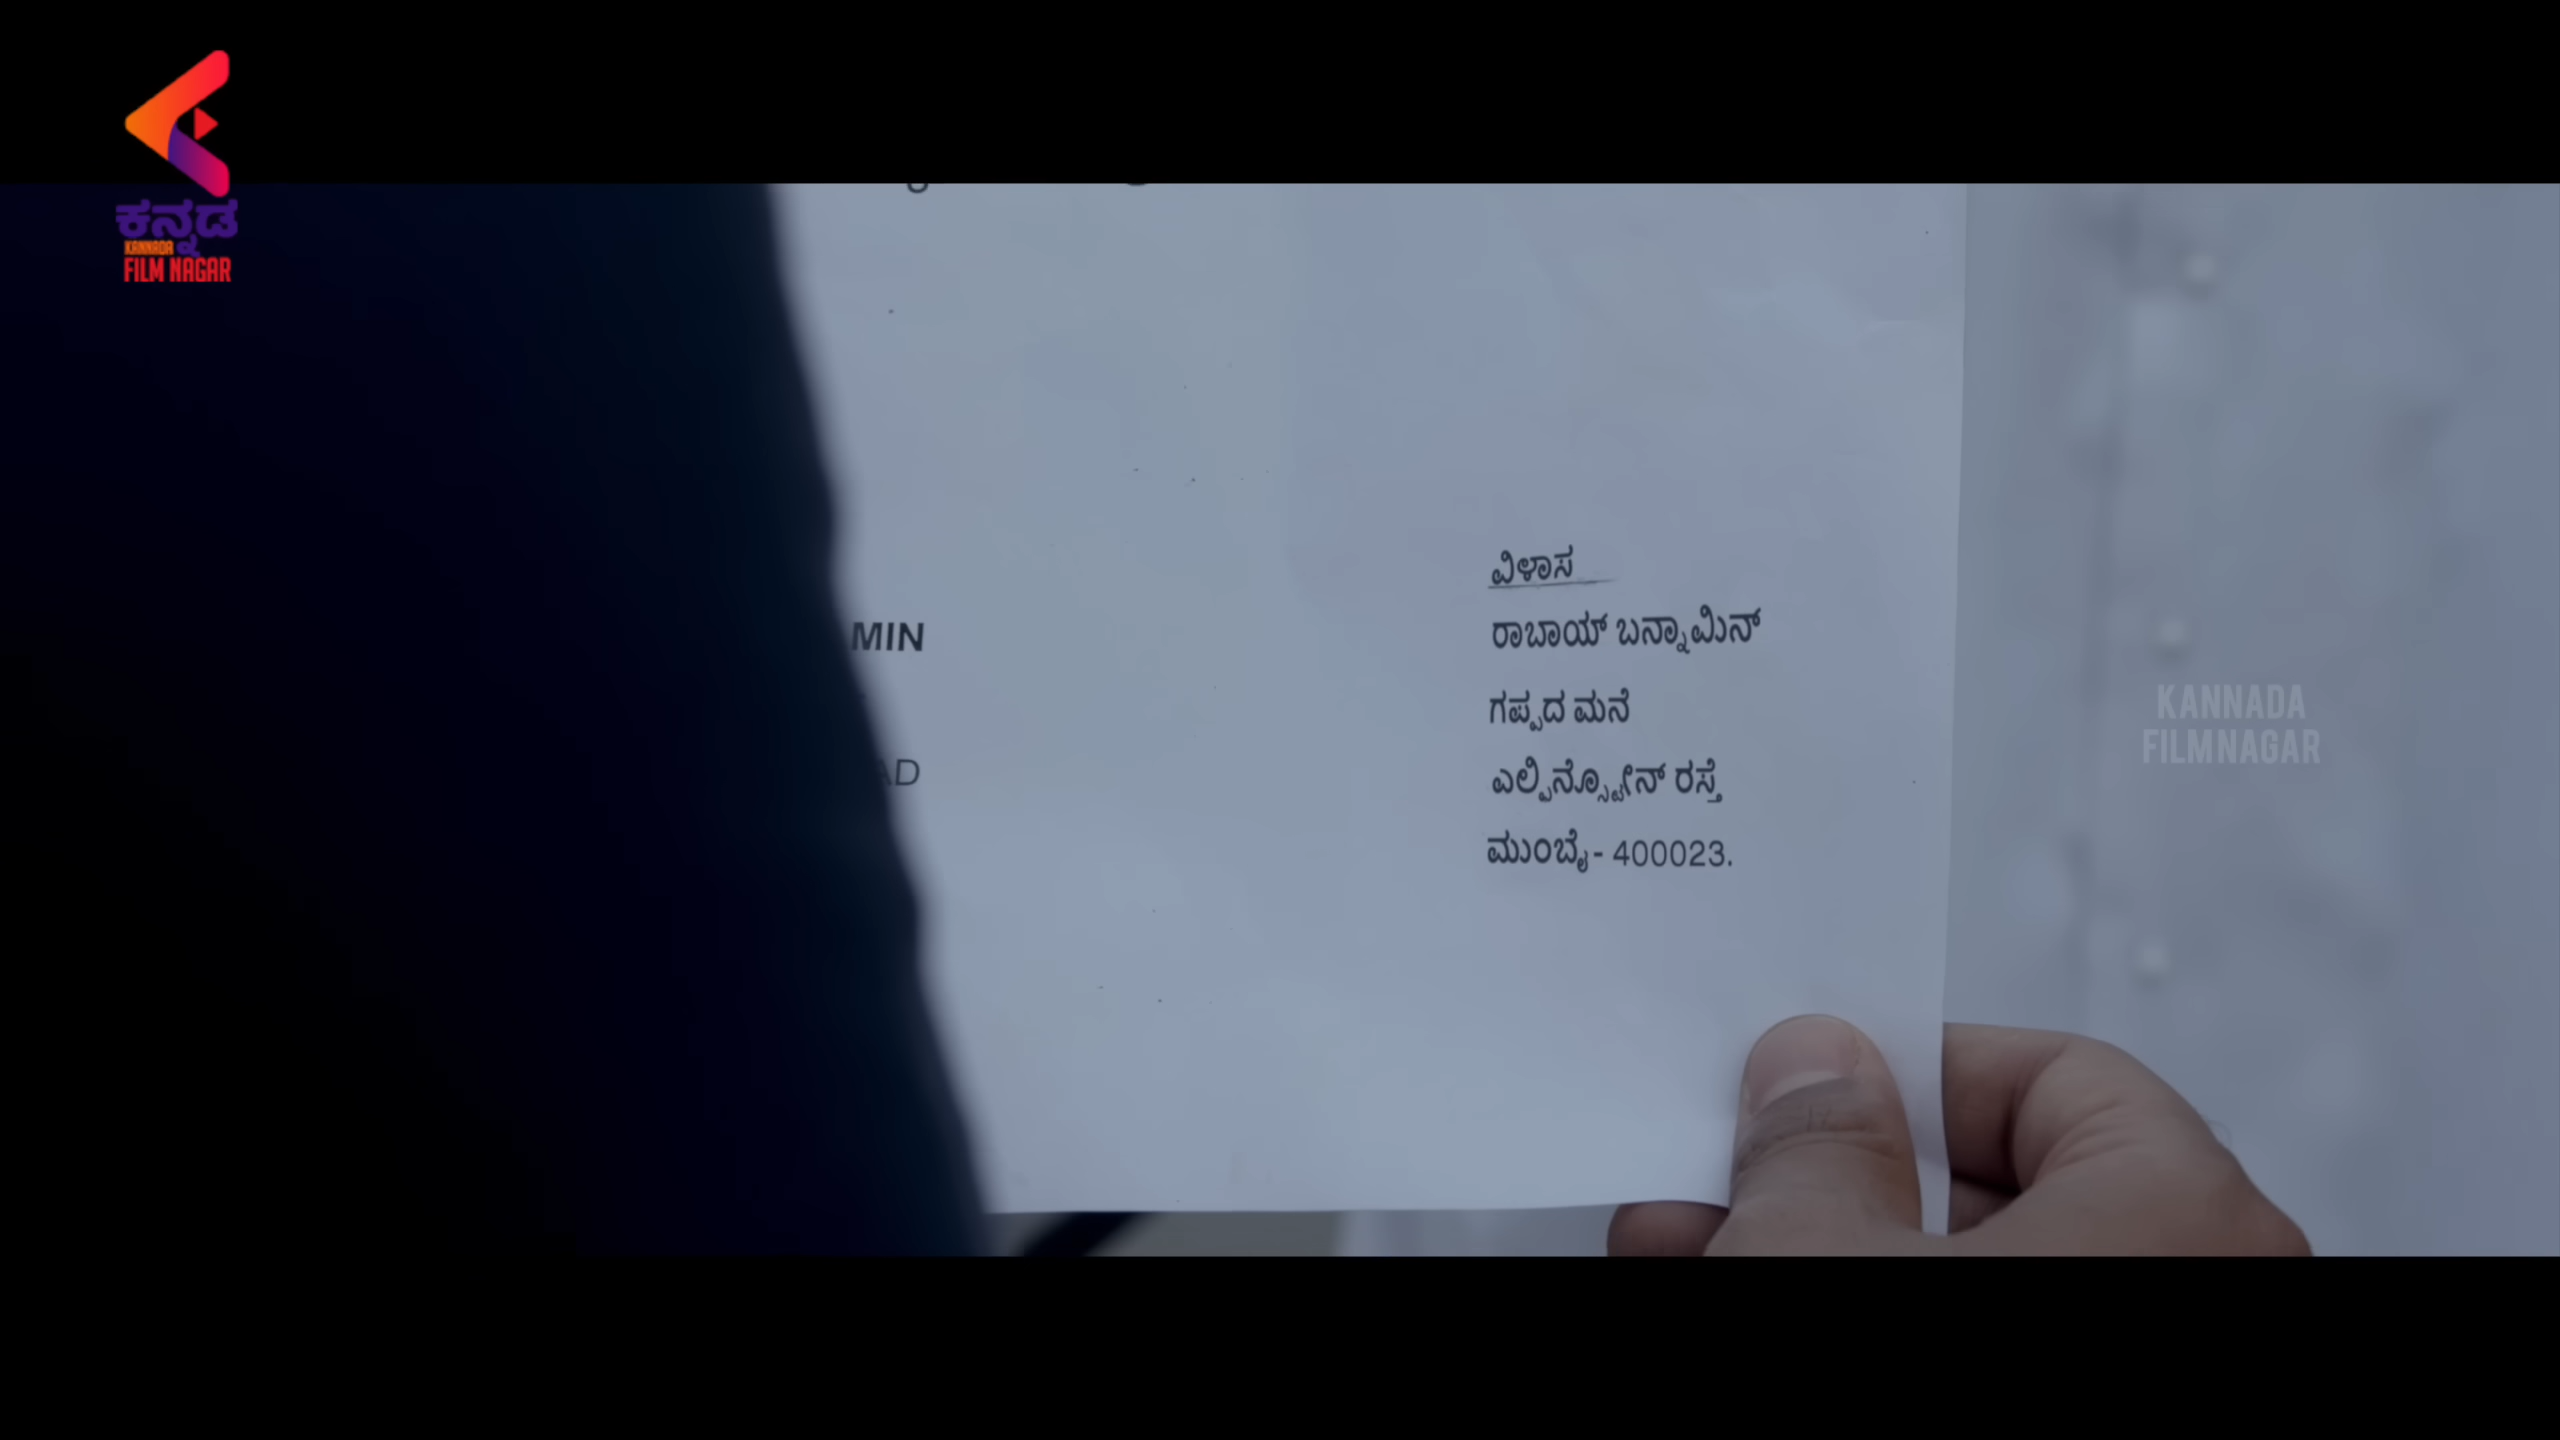 ಕನ್ನಡ
KANNADA
FILM NAGAR
ವಿಳಾಸ
MIN
ರಾಬಾಯ್ ಬನ್ನಾಮಿನ್
ಗಪ್ಪದ ಮನೆ
AD
ಎಲ್ಪಿನ್ಸ್ಟೋನ್ ರಸ್ತೆ
ಮುಂಬೈ- 400023.
KANNADA
FILMNAGAR